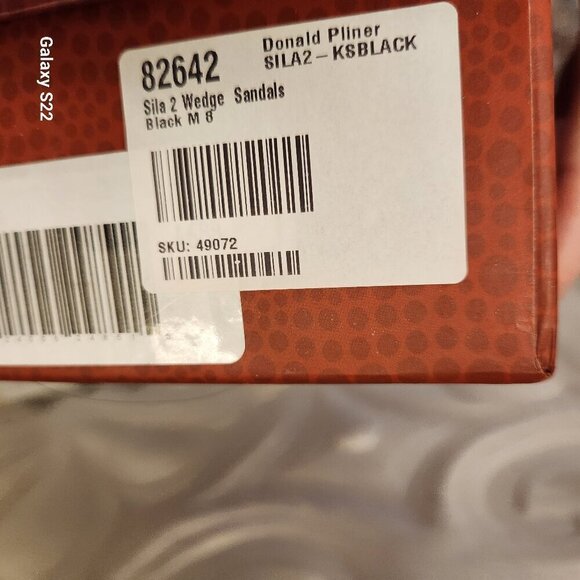 Galaxy S22
82642
Donald Pliner
SILA2-KSBLACK
Sila 2 Wedge Sandals
Black M 8
SKU: 49072